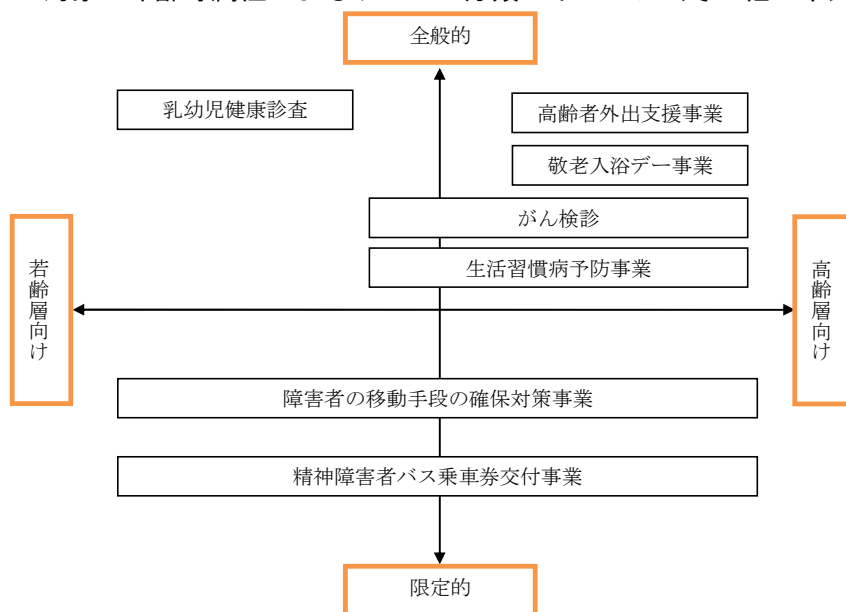 全般的
乳幼児健康診査
高齢者外出支援事業
敬老入浴デー事業
がん検診
生活習慣病予防事業
若齢層向け
高齢層向け
障害者の移動手段の確保対策事業
精神障害者バス乗車券交付事業
限定的